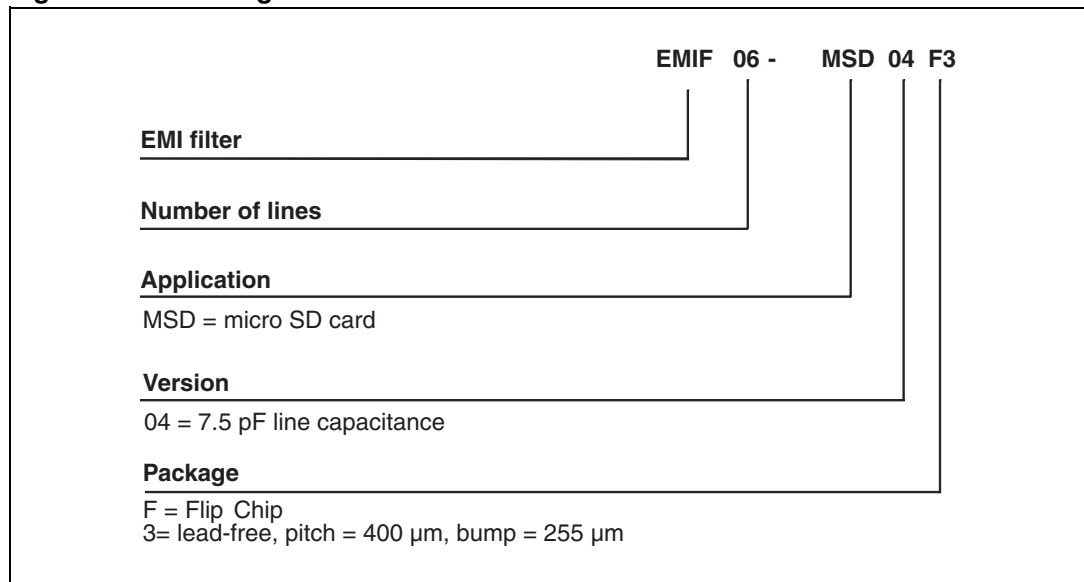 EMIF 06 - MSD 04 F3
EMI filter
Number of lines
Application
MSD = micro SD card
Version
04 = 7.5 pF line capacitance
Package
F = Flip Chip
3= lead-free, pitch = 400 µm, bump = 255 µm